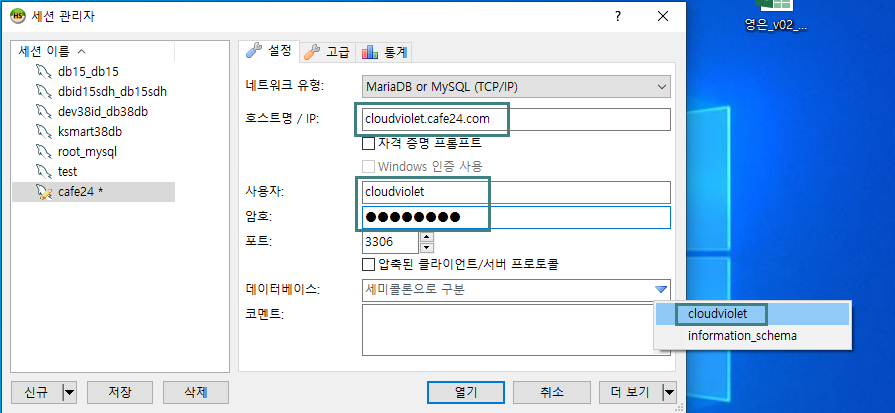 세션 관리자
영은_v02_...
세션 이름
설정
고급
통계
db15_db15
dbid15sdh_db15sdh
dev38id_db38db
ksmart38db
root_mysql
test
cafe24 *
네트워크 유형:
MariaDB or MySQL (TCP/IP)
호스트명 / IP:
cloudviolet.cafe24.com
자격 증명 프롬프트
Windows 인증 사용
사용자:
cloudviolet
암호:
●●●●●●●●
포트:
3306
압축된 클라이언트/서버 프로토콜
데이터베이스:
세미콜론으로 구분
cloudviolet
information_schema
코멘트:
신규
저장
삭제
열기
취소
더 보기